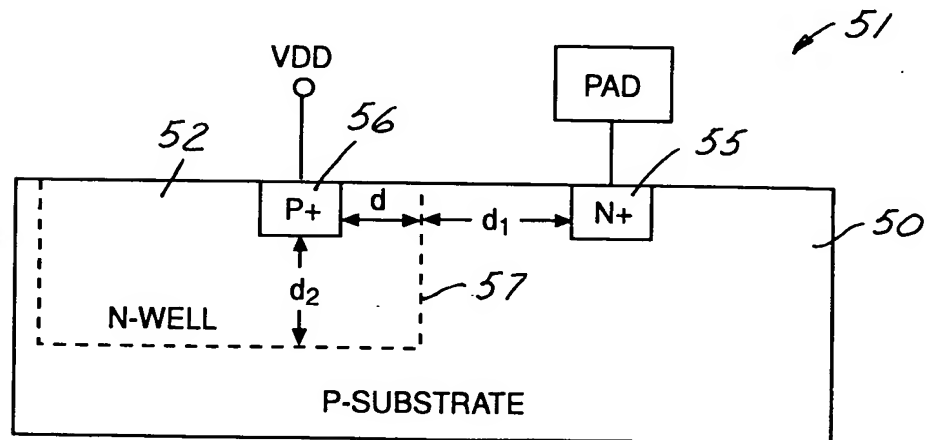 51
VDD
PAD
52
56
55
P+
d
d1
N+
50
d2
57
N-WELL
P-SUBSTRATE